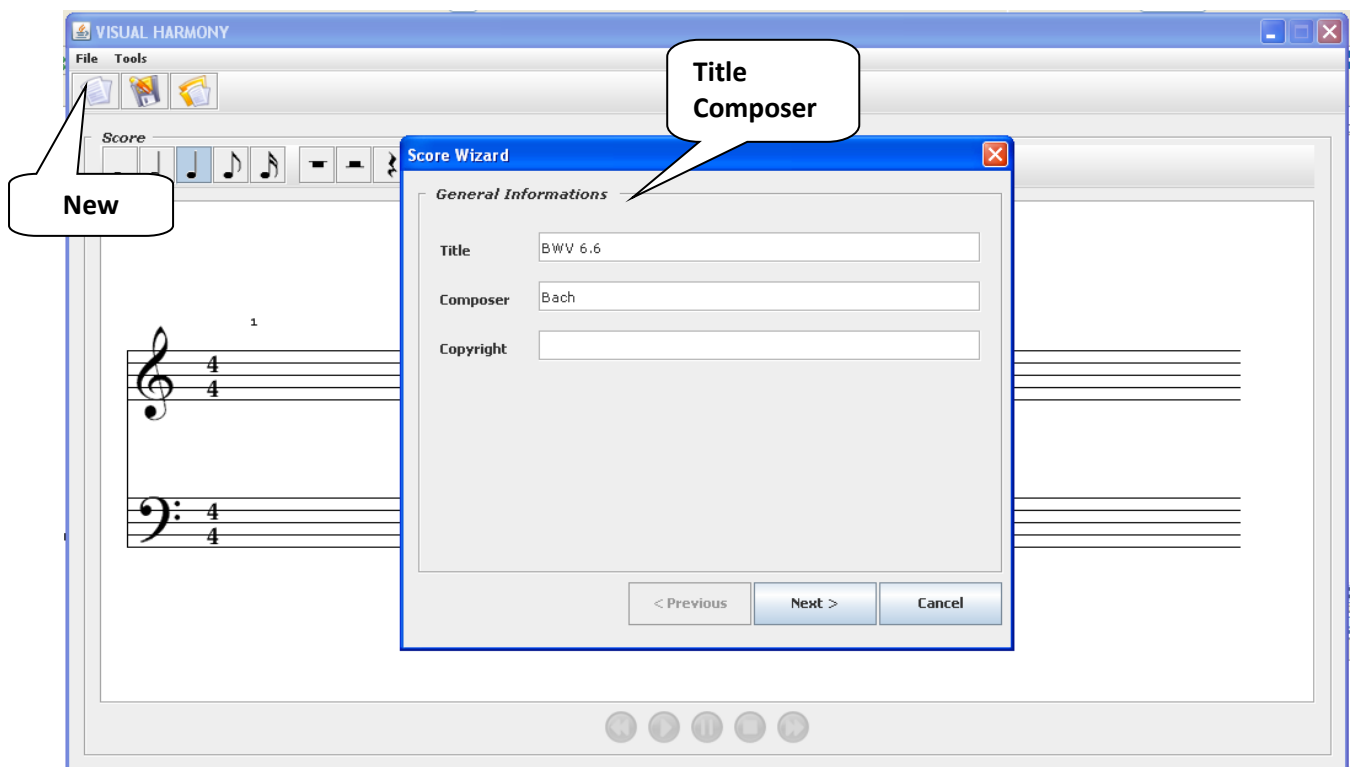 VISUAL HARMONY
File Tools
Title
Composer
Score
New
Score Wizard
General Informations
Title BWV 6.6
Composer Bach
Copyright
1
4
4
4
4
< Previous Next > Cancel